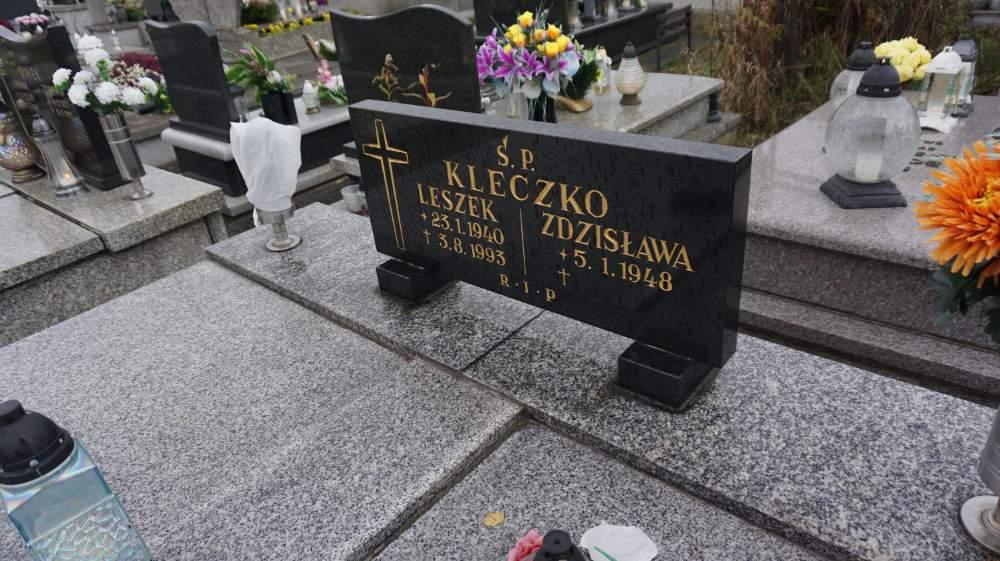 Ś. P.
KLECZKO
LESZEK
* 23.1.1940
† 3.8.1993
ZDZISŁAWA
* 5. 1.1948
†
R · I · P